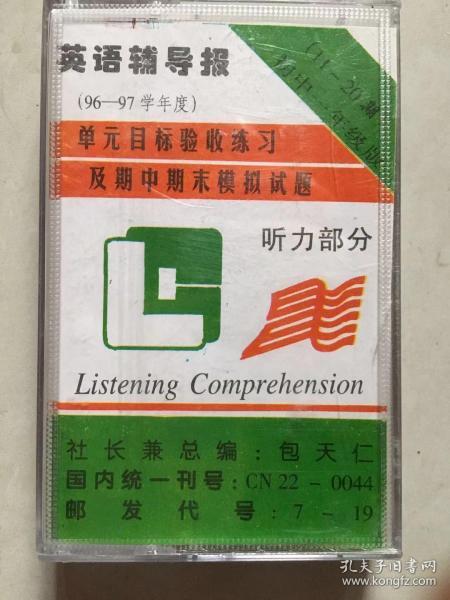 英语辅导报
(11-20期
初中一年级版)
(96-97学年度)
单元目标验收练习
及期中期末模拟试题
听力部分
Listening Comprehension
社长兼总编:包天仁
国内统一刊号:CN 22-0044
邮发代号:7-19
孔夫子旧书网
www.kongfz.com